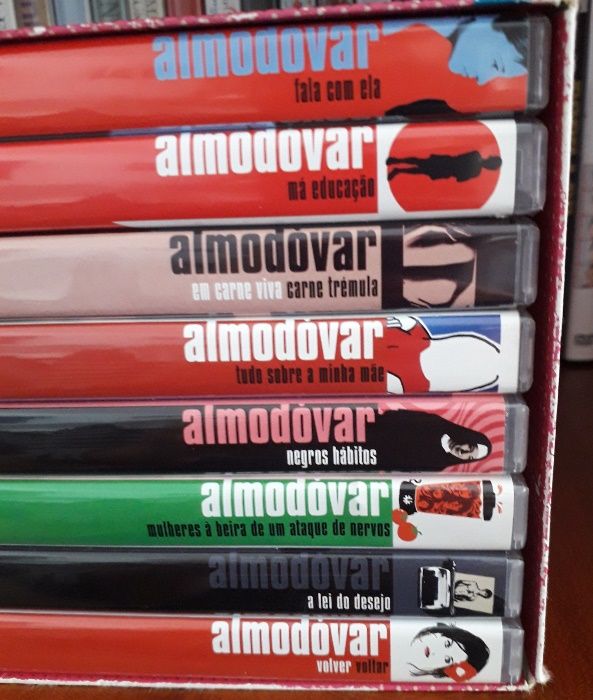 almodóvar
fala com ela
almodóvar
má educação
almodóvar
em carne viva carne trémula
almodóvar
tudo sobre a minha mãe
almodóvar
negros hábitos
almodóvar
mulheres à beira de um ataque de nervos
almodóvar
a lei do desejo
almodóvar
volver voltar